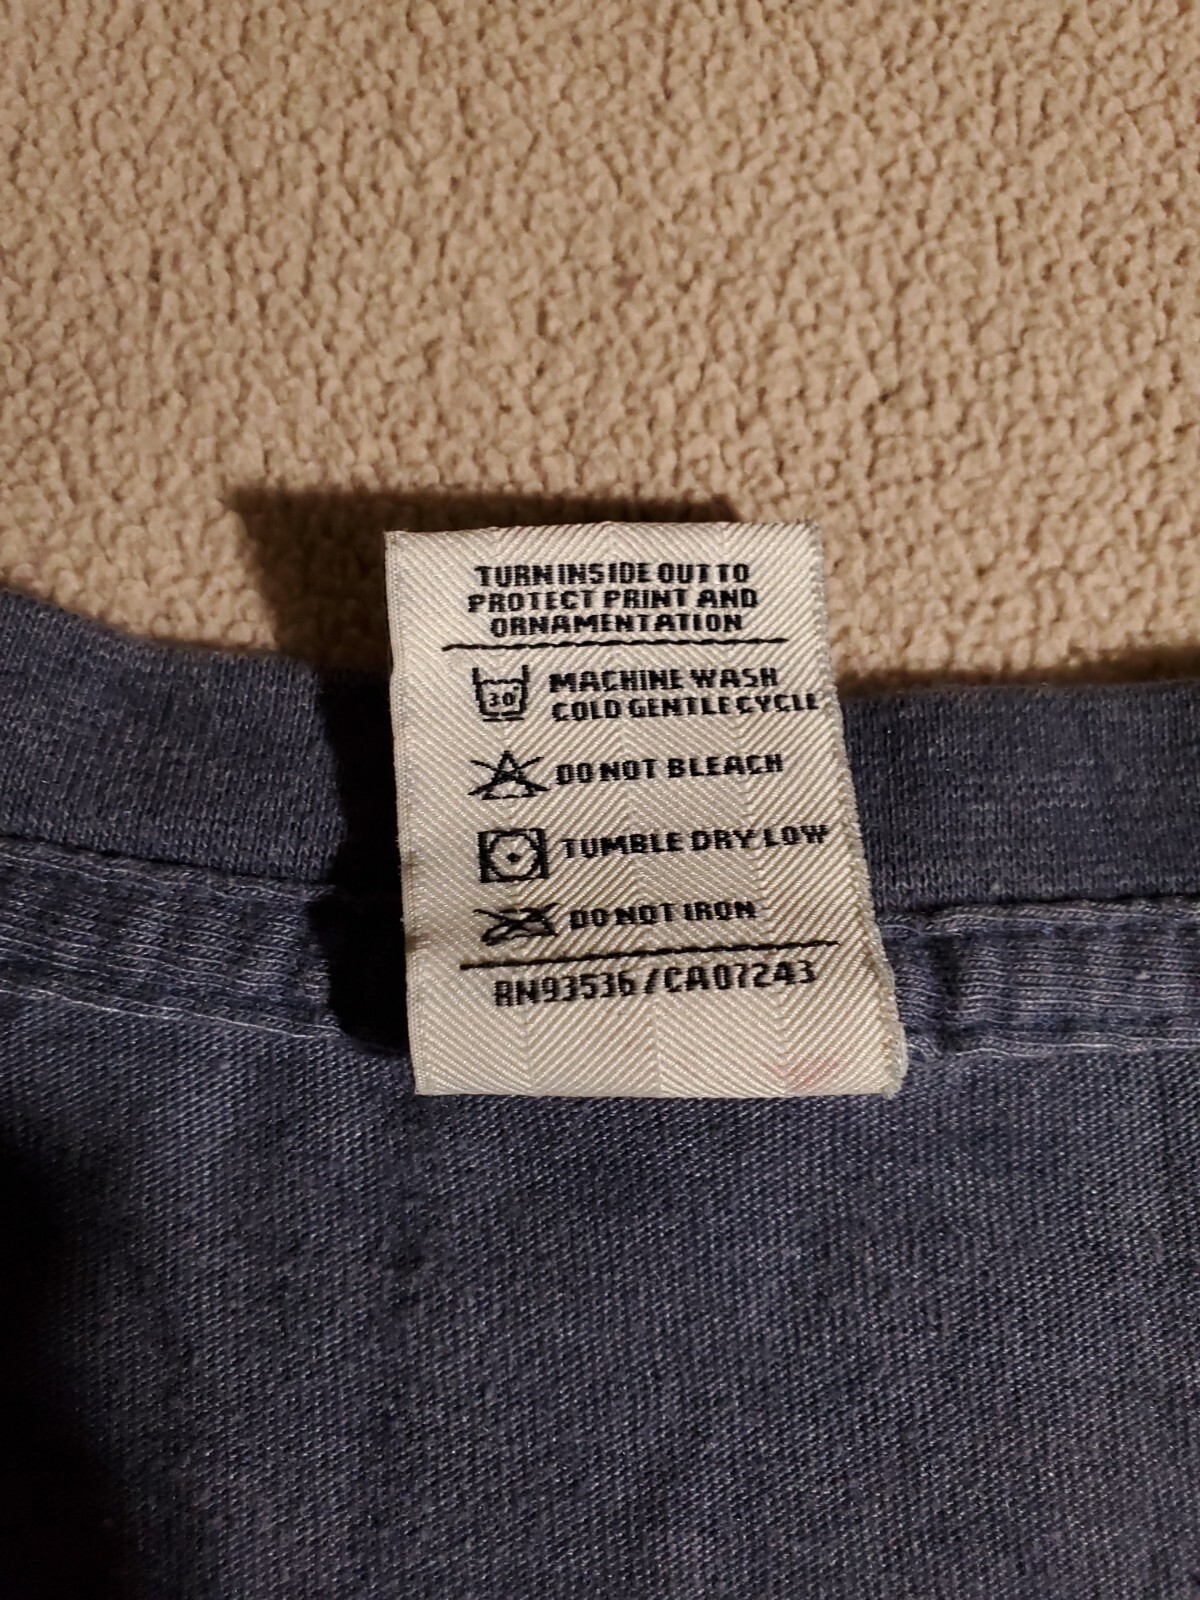 TURN INSIDE OUT TO
PROTECT PRINT AND
ORNAMENTATION
30° MACHINE WASH
COLD GENTLE CYCLE
DO NOT BLEACH
TUMBLE DRY LOW
DO NOT IRON
RN93536/CA07243